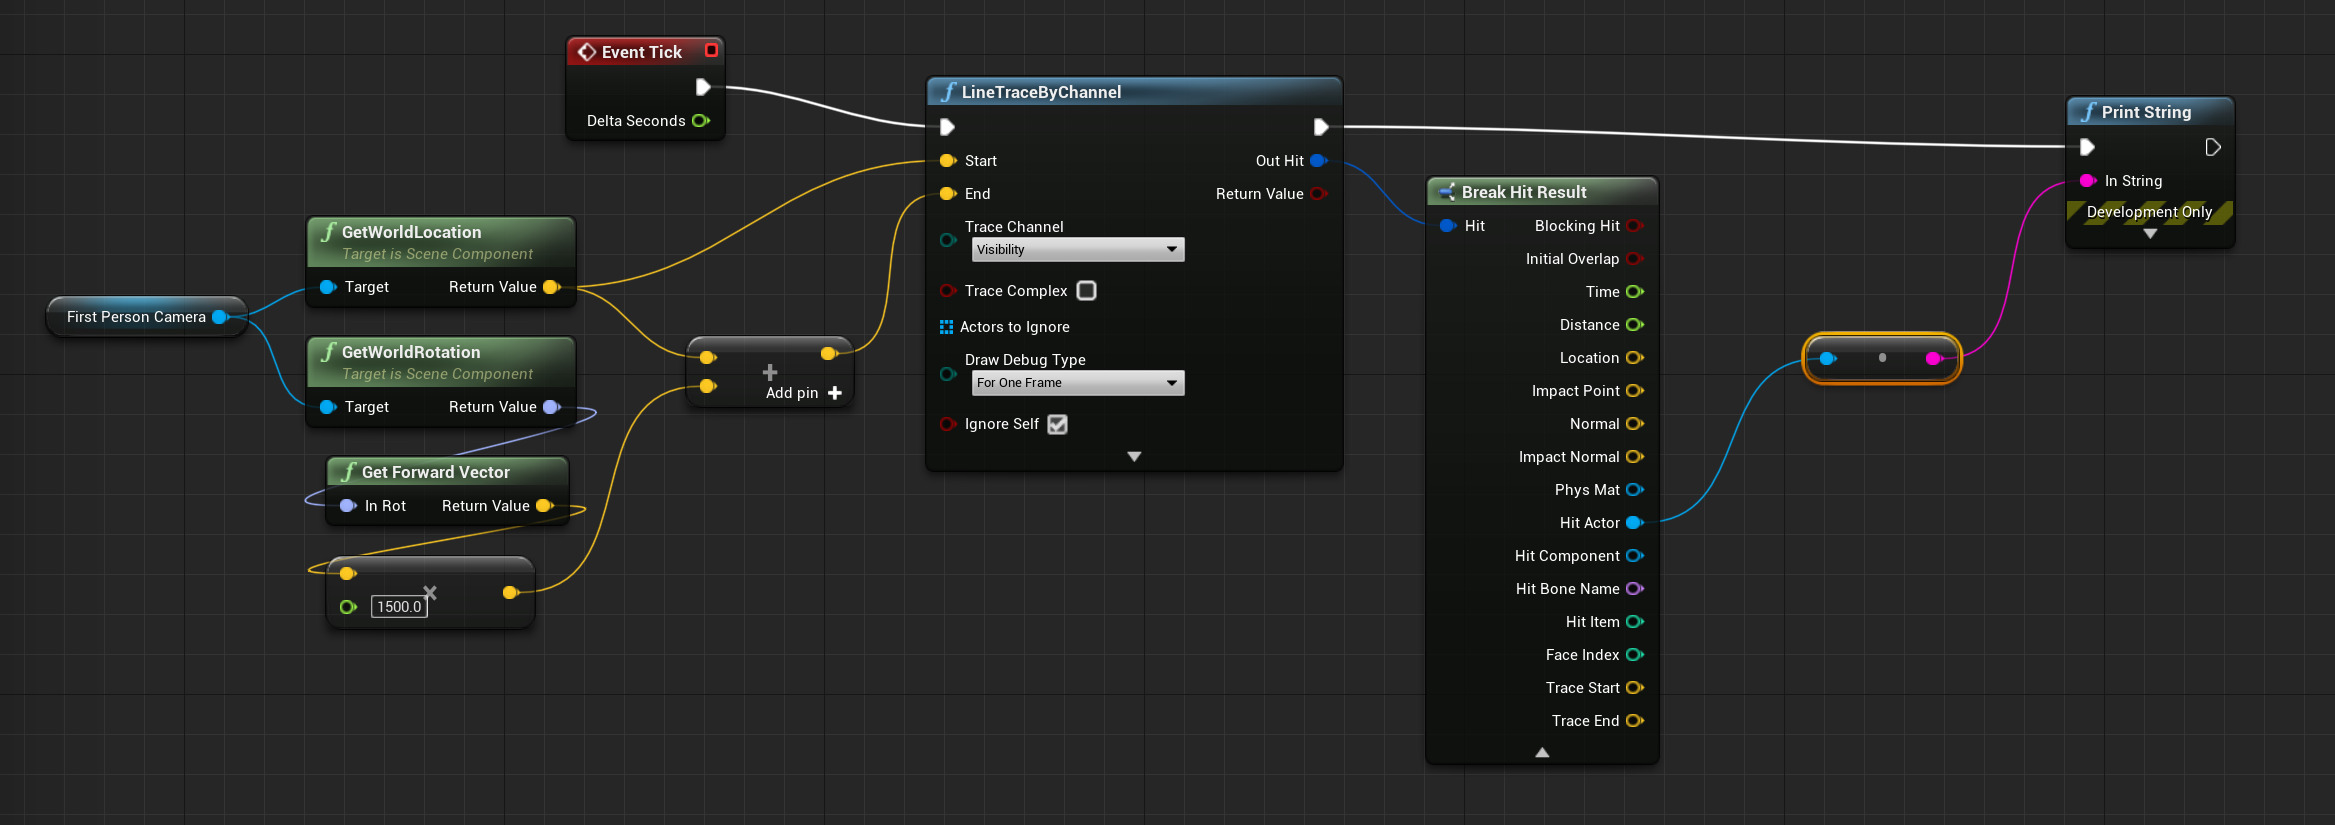 Event Tick
Delta Seconds
First Person Camera
GetWorldLocation
Target is Scene Component
Target
Return Value
GetWorldRotation
Target is Scene Component
Target
Return Value
Get Forward Vector
In Rot
Return Value
1500.0
Add pin
LineTraceByChannel
Start
Out Hit
End
Return Value
Trace Channel
Visibility
Trace Complex
Actors to Ignore
Draw Debug Type
For One Frame
Ignore Self
Break Hit Result
Hit
Blocking Hit
Initial Overlap
Time
Distance
Location
Impact Point
Normal
Impact Normal
Phys Mat
Hit Actor
Hit Component
Hit Bone Name
Hit Item
Face Index
Trace Start
Trace End
Print String
In String
Development Only